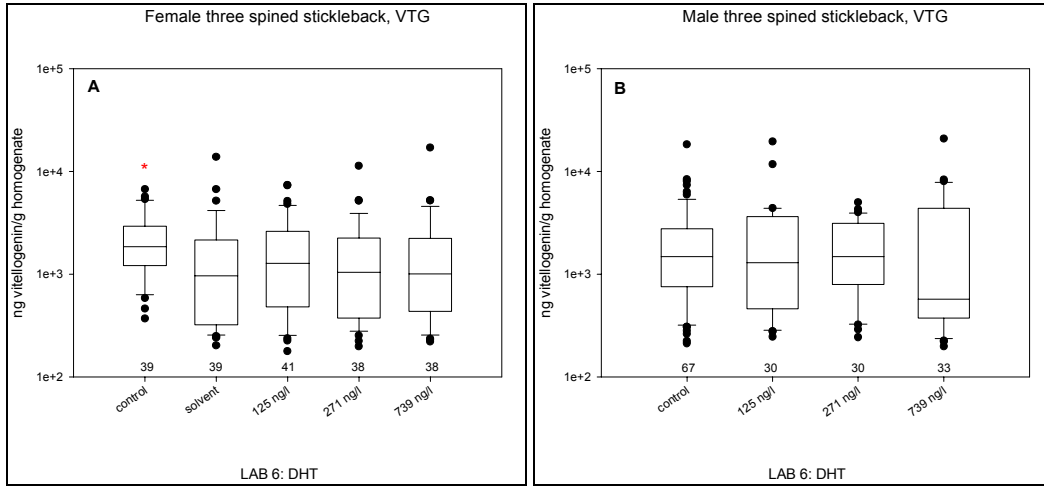 Female three spined stickleback, VTG
A
*
ng vitellogenin/g homogenate
1e+5
1e+4
1e+3
1e+2
39 39 41 38 38
control solvent 125 ng/l 271 ng/l 739 ng/l
LAB 6: DHT
Male three spined stickleback, VTG
B
ng vitellogenin/g homogenate
1e+5
1e+4
1e+3
1e+2
67 30 30 33
control 125 ng/l 271 ng/l 739 ng/l
LAB 6: DHT